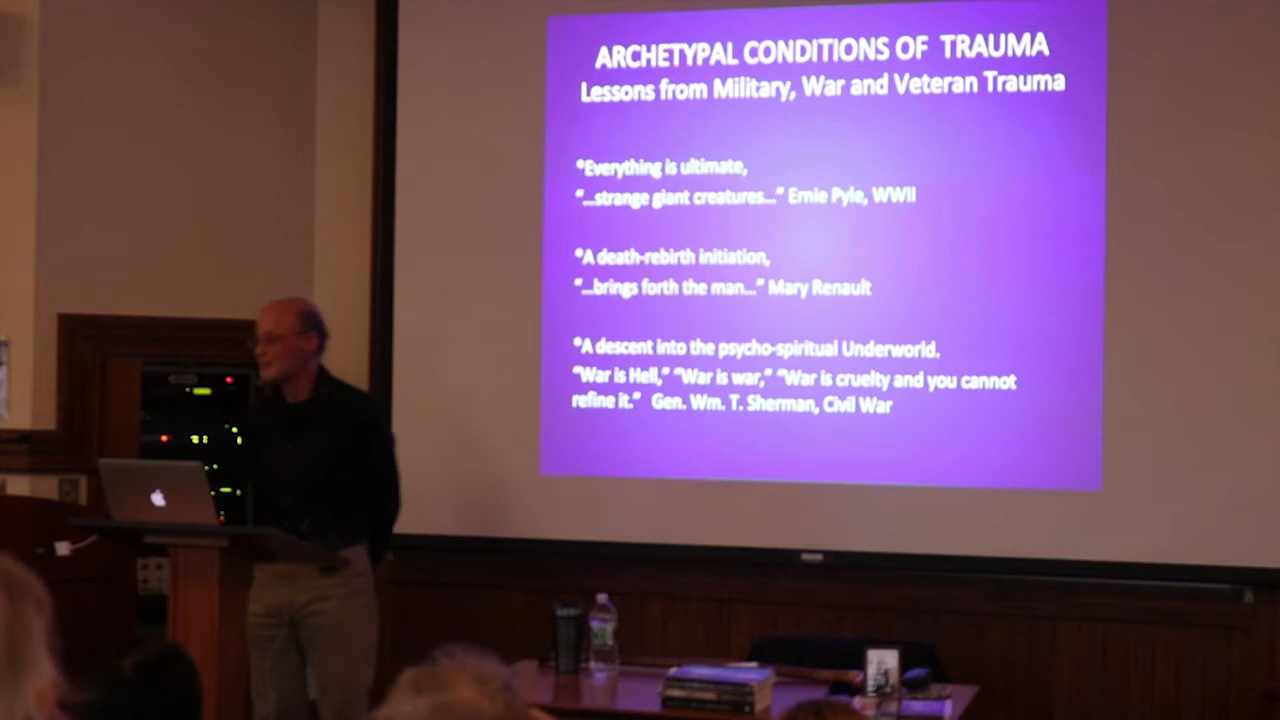 ARCHETYPAL CONDITIONS OF TRAUMA
Lessons from Military, War and Veteran Trauma
*Everything is ultimate,
“...strange giant creatures...” Ernie Pyle, WWII
*A death-rebirth initiation,
“...brings forth the man...” Mary Renault
*A descent into the psycho-spiritual Underworld.
“War is Hell,” “War is war,” “War is cruelty and you cannot
refine it.” Gen. Wm. T. Sherman, Civil War